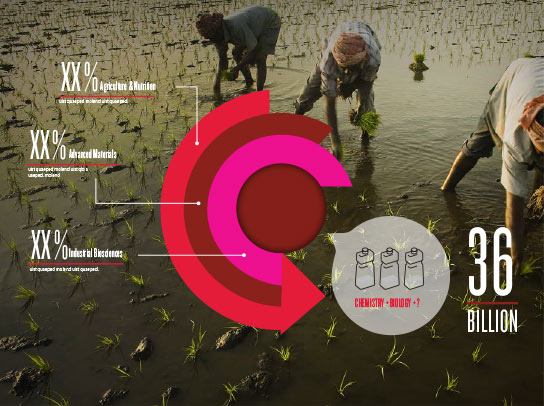 XX% Agriculture & Nutrition
XX% Advanced Materials
XX% Industrial Biosciences
CHEMISTRY + BIOLOGY + ?
36
BILLION